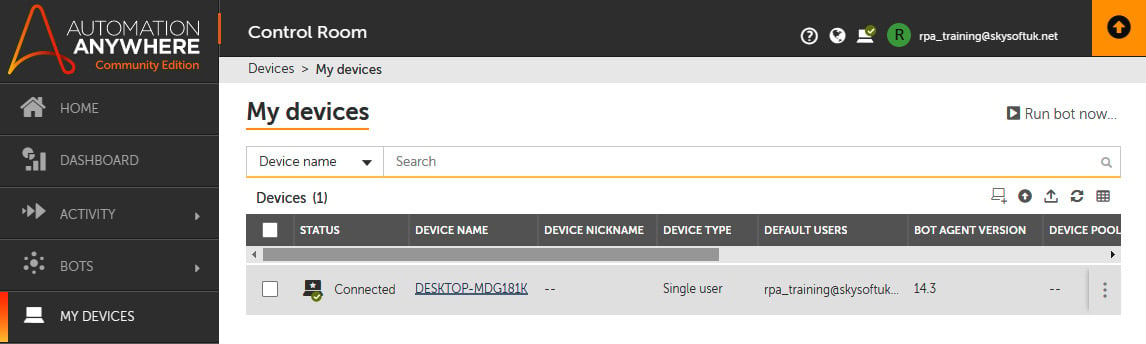 AUTOMATION
ANYWHERE
Community Edition
Control Room
R
rpa_training@skysoftuk.net
HOME
DASHBOARD
ACTIVITY
BOTS
MY DEVICES
Devices > My devices
My devices
Run bot now...
Device name
Search
Devices (1)
STATUS DEVICE NAME DEVICE NICKNAME DEVICE TYPE DEFAULT USERS BOT AGENT VERSION DEVICE POOL
Connected DESKTOP-MDG181K -- Single user rpa_training@skysoftuk... 14.3 --